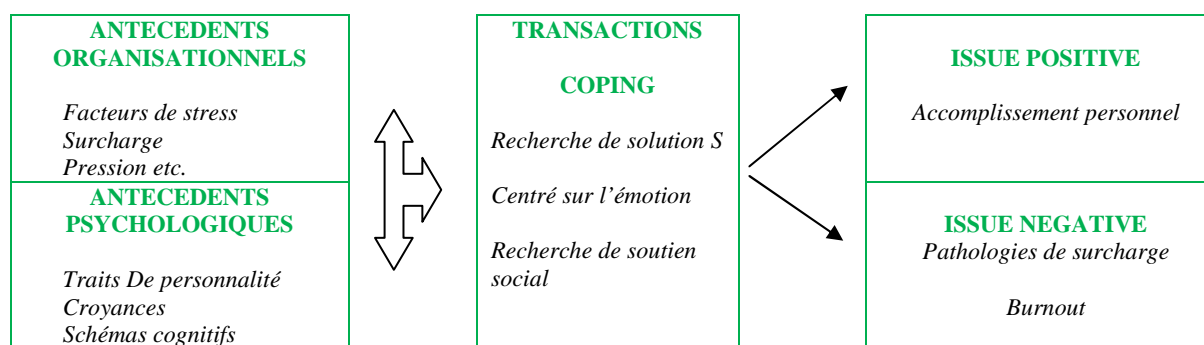 ANTECEDENTS
ORGANISATIONNELS
Facteurs de stress
Surcharge
Pression etc.
ANTECEDENTS
PSYCHOLOGIQUES
Traits De personnalité
Croyances
Schémas cognitifs
TRANSACTIONS
COPING
Recherche de solution S
Centré sur l’émotion
Recherche de soutien
social
ISSUE POSITIVE
Accomplissement personnel
ISSUE NEGATIVE
Pathologies de surcharge
Burnout